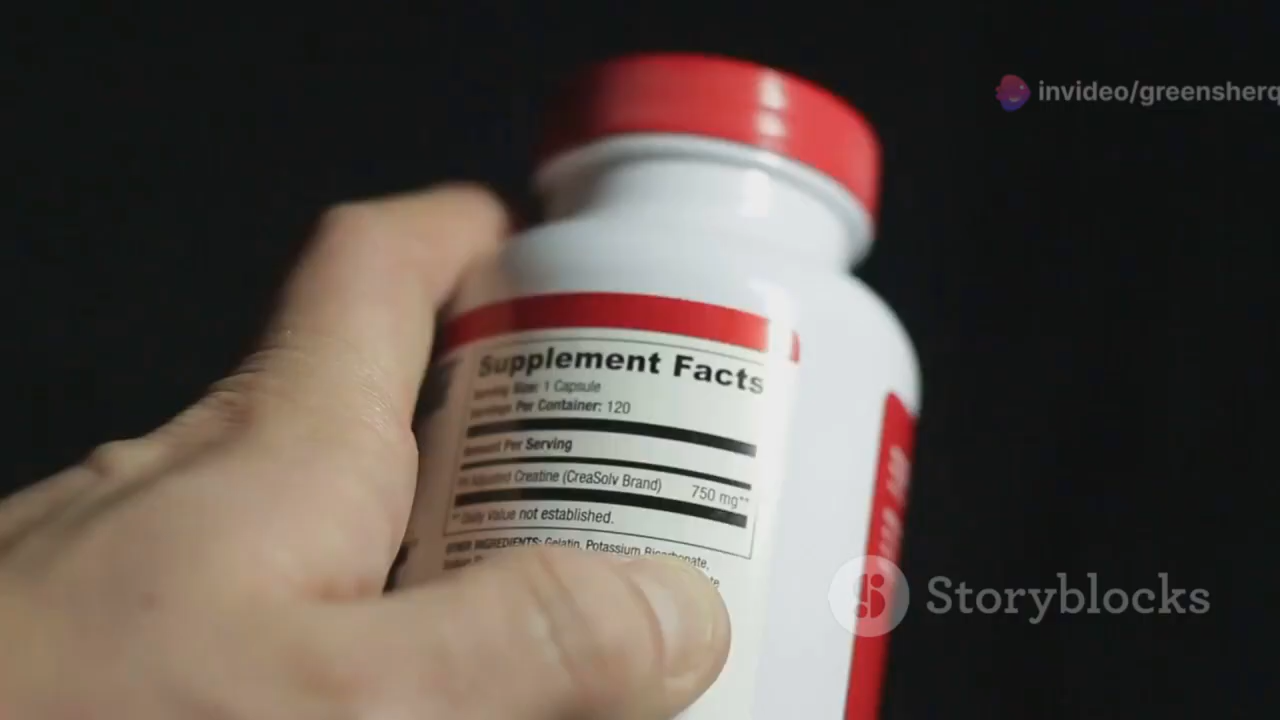 invideo/greensherq
Supplement Facts
Serving Size: 1 Capsule
Servings Per Container: 120
Amount Per Serving
Adjusted Creatine (CreaSolv Brand) 750 mg**
** Daily Value not established.
OTHER INGREDIENTS: Gelatin, Potassium Bicarbonate,
Storyblocks